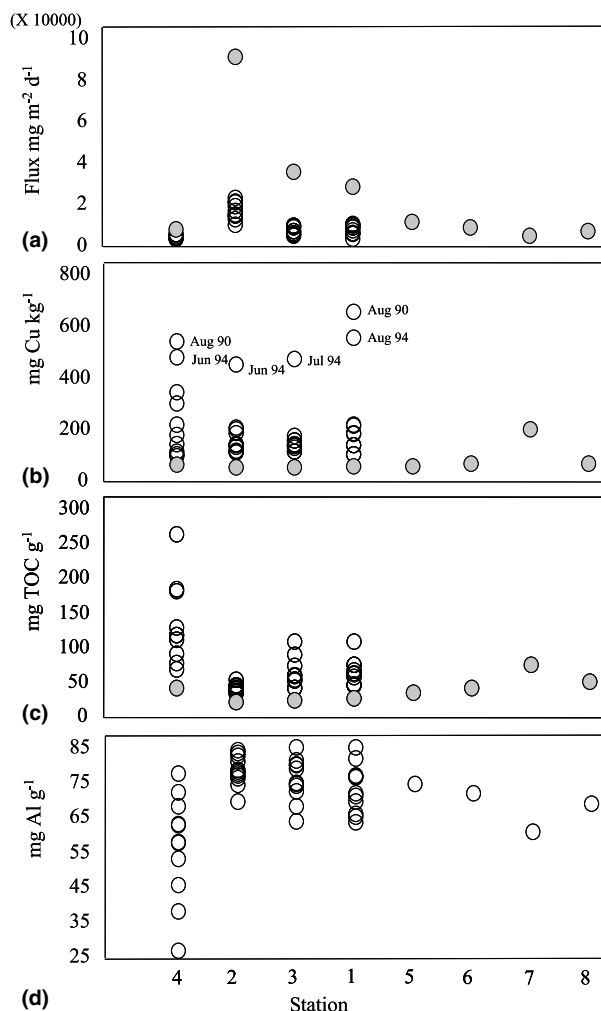 (X 10000)
10
8
6
4
2
0
Flux mg m⁻² d⁻¹
(a)
800
600
400
200
0
mg Cu kg⁻¹
Aug 90
Jun 94
Jun 94
Jul 94
Aug 90
Aug 94
(b)
300
250
200
150
100
50
0
mg TOC g⁻¹
(c)
85
75
65
55
45
35
25
mg Al g⁻¹
(d)
4 2 3 1 5 6 7 8
Station